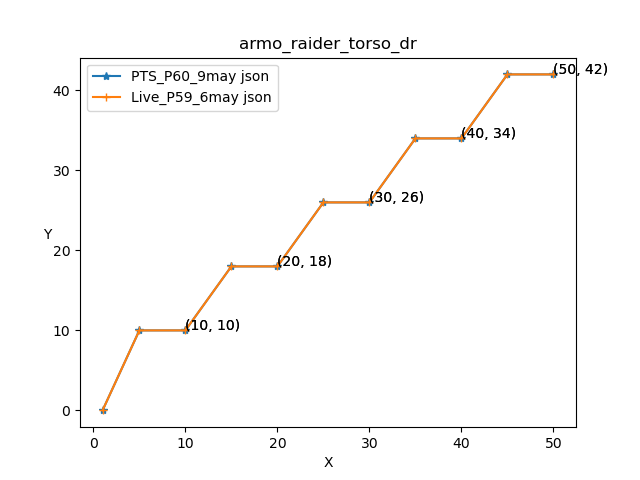 armo_raider_torso_dr
PTS_P60_9may json
Live_P59_6may json
(50, 42)
(40, 34)
(30, 26)
(20, 18)
(10, 10)
Y
40
30
20
10
0
0 10 20 30 40 50
X